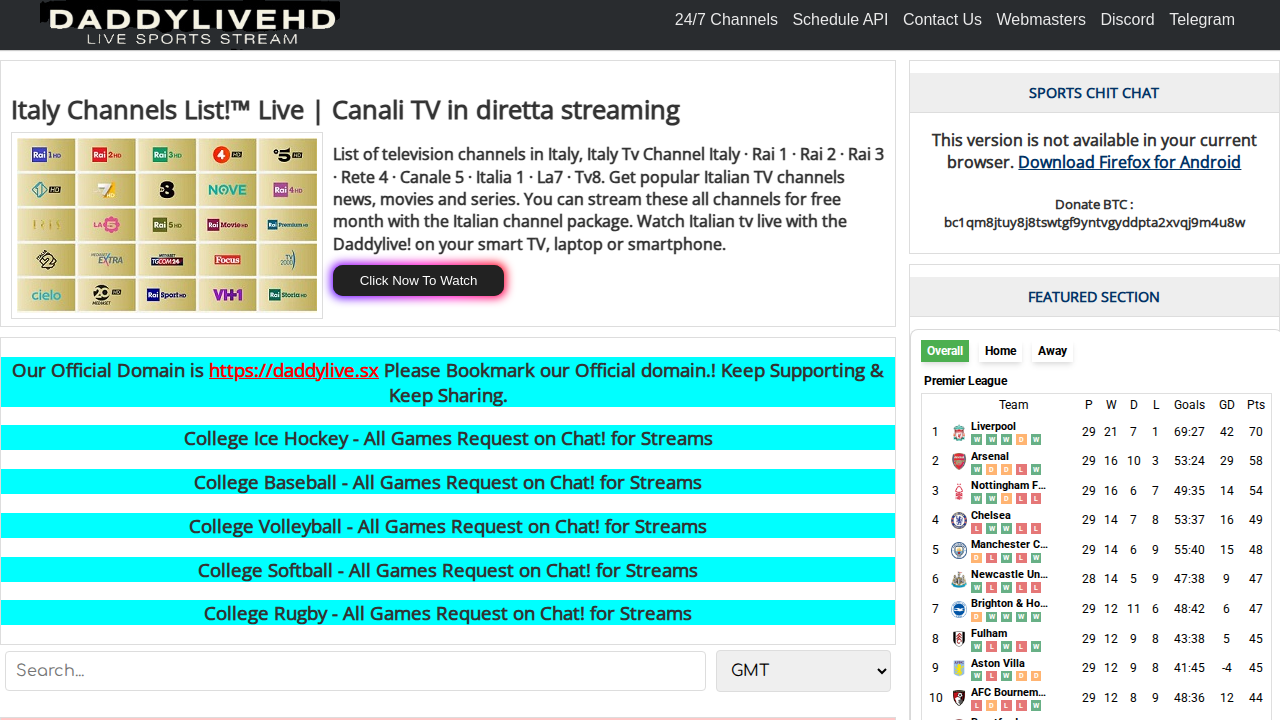 DADDYLIVEHD
LIVE SPORTS STREAM
24/7 Channels Schedule API Contact Us Webmasters Discord Telegram
Italy Channels List!™ Live | Canali TV in diretta streaming
List of television channels in Italy, Italy Tv Channel Italy · Rai 1 · Rai 2 · Rai 3
· Rete 4 · Canale 5 · Italia 1 · La7 · Tv8. Get popular Italian TV channels
news, movies and series. You can stream these all channels for free
month with the Italian channel package. Watch Italian tv live with the
Daddylive! on your smart TV, laptop or smartphone.
Click Now To Watch
Rai 1 HD Rai 2 HD Rai 3 HD 4 HD 5 HD
1 HD 7 8 NOVE Rai 4 HD
IRIS LA 5 Rai 5 HD Rai Movie HD Rai Premium HD
27 MEDIASET EXTRA MEDIASET TGCOM24 Focus TV 2000
cielo 20 HD MEDIASET Rai Sport HD VH1 Rai Storia HD
Our Official Domain is https://daddylive.sx Please Bookmark our Official domain.! Keep Supporting &
Keep Sharing.
College Ice Hockey - All Games Request on Chat! for Streams
College Baseball - All Games Request on Chat! for Streams
College Volleyball - All Games Request on Chat! for Streams
College Softball - All Games Request on Chat! for Streams
College Rugby - All Games Request on Chat! for Streams
Search...
GMT
SPORTS CHIT CHAT
This version is not available in your current
browser. Download Firefox for Android
Donate BTC :
bc1qm8jtuy8j8tswtgf9yntvgyddpta2xvqj9m4u8w
FEATURED SECTION
Overall Home Away
Premier League
Team P W D L Goals GD Pts
1 Liverpool 29 21 7 1 69:27 42 70
W W W D W
2 Arsenal 29 16 10 3 53:24 29 58
W D D L W
3 Nottingham F... 29 16 6 7 49:35 14 54
W W D L L
4 Chelsea 29 14 7 8 53:37 16 49
L W W L L
5 Manchester C... 29 14 6 9 55:40 15 48
D L W L W
6 Newcastle Un... 28 14 5 9 47:38 9 47
W L W L L
7 Brighton & Ho... 29 12 11 6 48:42 6 47
D W W W W
8 Fulham 29 12 9 8 43:38 5 45
W L W L W
9 Aston Villa 29 12 9 8 41:45 -4 45
W L W D D
10 AFC Bournem... 29 12 8 9 48:36 12 44
L D L L W